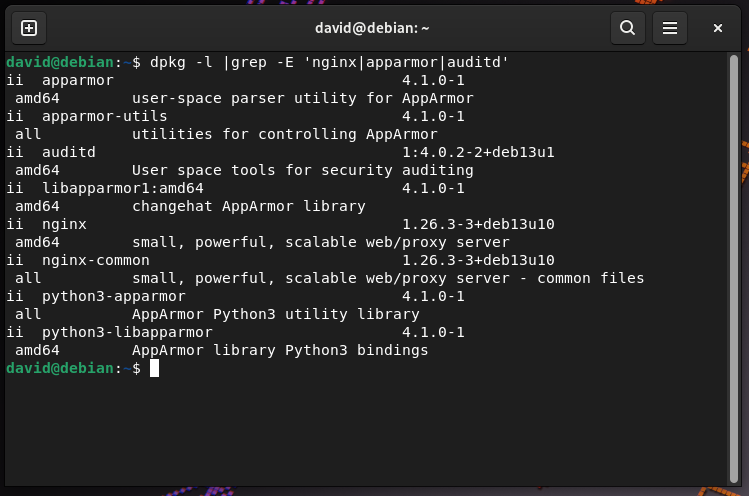 david@debian: ~
david@debian:~$ dpkg -l |grep -E 'nginx|apparmor|auditd'
ii  apparmor                                4.1.0-1
 amd64        user-space parser utility for AppArmor
ii  apparmor-utils                          4.1.0-1
 all          utilities for controlling AppArmor
ii  auditd                                  1:4.0.2-2+deb13u1
 amd64        User space tools for security auditing
ii  libapparmor1:amd64                      4.1.0-1
 amd64        changehat AppArmor library
ii  nginx                                   1.26.3-3+deb13u10
 amd64        small, powerful, scalable web/proxy server
ii  nginx-common                            1.26.3-3+deb13u10
 all          small, powerful, scalable web/proxy server - common files
ii  python3-apparmor                        4.1.0-1
 all          AppArmor Python3 utility library
ii  python3-libapparmor                     4.1.0-1
 amd64        AppArmor library Python3 bindings
david@debian:~$